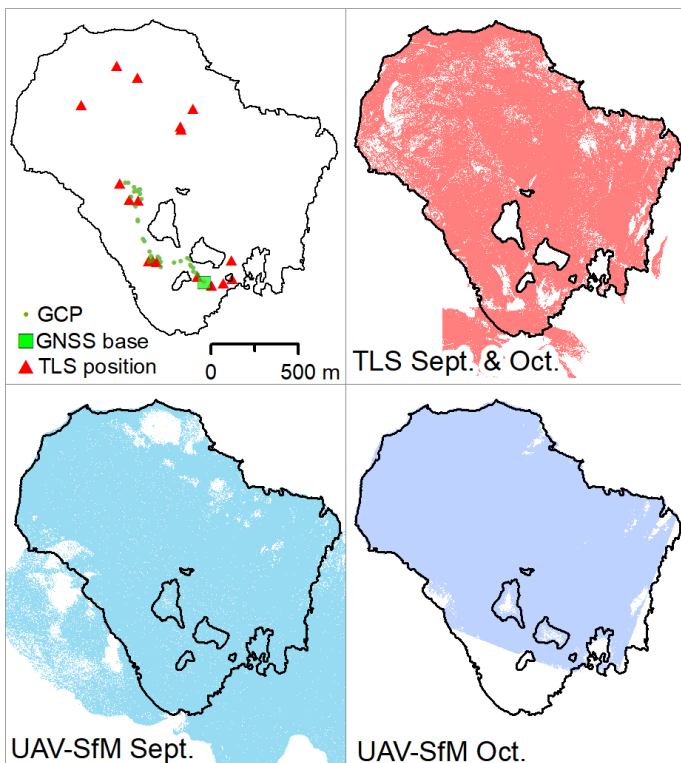 GCP
GNSS base
TLS position
0 500 m
TLS Sept. & Oct.
UAV-SfM Sept.
UAV-SfM Oct.